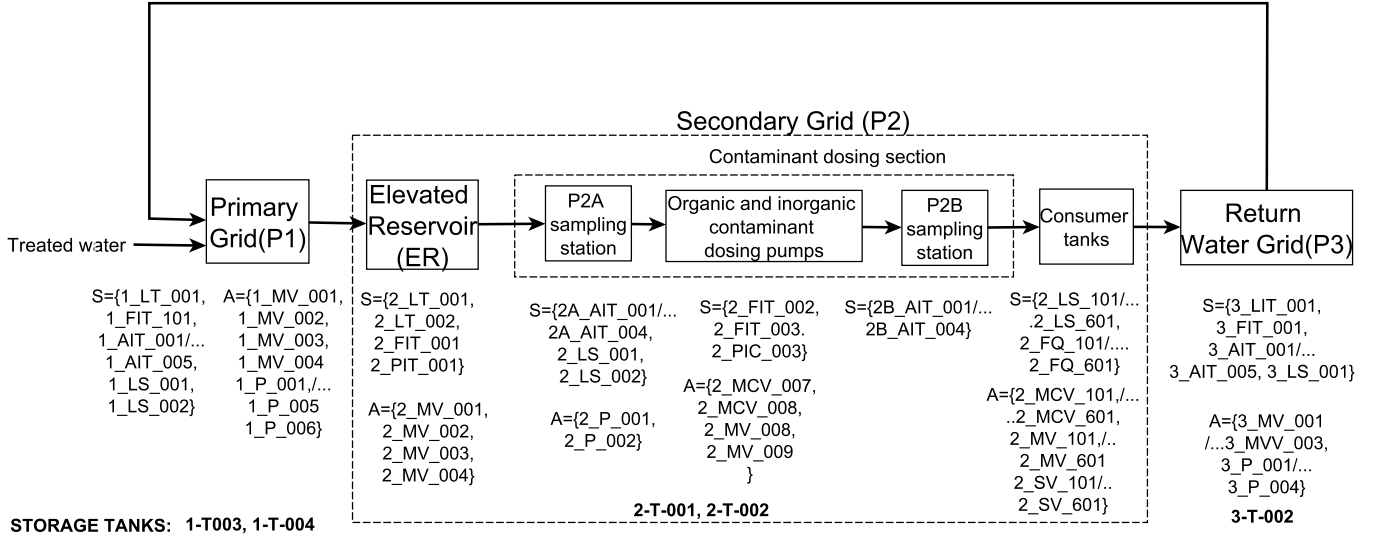 Secondary Grid (P2)
Contaminant dosing section
Treated water
Primary
Grid(P1)
Elevated
Reservoir
(ER)
P2A
sampling
station
Organic and inorganic
contaminant
dosing pumps
P2B
sampling
station
Consumer
tanks
Return
Water Grid(P3)
S={1_LT_001,
1_FIT_101,
1_AIT_001/...
1_AIT_005,
1_LS_001,
1_LS_002}
A={1_MV_001,
1_MV_002,
1_MV_003,
1_MV_004
1_P_001,/...
1_P_005
1_P_006}
S={2_LT_001,
2_LT_002,
2_FIT_001
2_PIT_001}
A={2_MV_001,
2_MV_002,
2_MV_003,
2_MV_004}
S={2A_AIT_001/...
2A_AIT_004,
2_LS_001,
2_LS_002}
A={2_P_001,
2_P_002}
S={2_FIT_002,
2_FIT_003.
2_PIC_003}
A={2_MCV_007,
2_MCV_008,
2_MV_008,
2_MV_009
}
S={2B_AIT_001/...
2B_AIT_004}
S={2_LS_101/...
.2_LS_601,
2_FQ_101/....
2_FQ_601}
A={2_MCV_101,/...
..2_MCV_601,
2_MV_101,/..
2_MV_601
2_SV_101/..
2_SV_601}
S={3_LIT_001,
3_FIT_001,
3_AIT_001/...
3_AIT_005, 3_LS_001}
A={3_MV_001
/...3_MVV_003,
3_P_001/...
3_P_004}
STORAGE TANKS: 1-T003, 1-T-004
2-T-001, 2-T-002
3-T-002